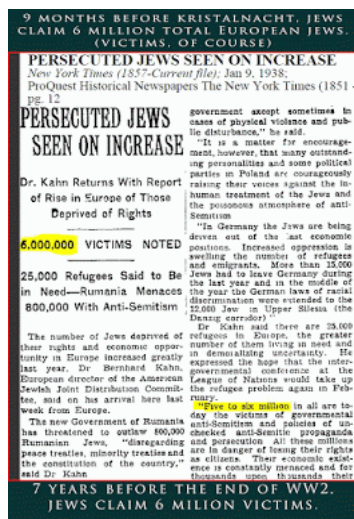 9 MONTHS BEFORE KRISTALNACHT, JEWS
CLAIM 6 MILLION TOTAL EUROPEAN JEWS.
(VICTIMS, OF COURSE)
PERSECUTED JEWS SEEN ON INCREASE
New York Times (1857-Current file); Jan 9, 1938;
ProQuest Historical Newspapers The New York Times (1851 -
pg. 12
PERSECUTED JEWS
SEEN ON INCREASE
Dr. Kahn Returns With Report
of Rise in Europe of Those
Deprived of Rights
6,000,000 VICTIMS NOTED
25,000 Refugees Said to Be
in Need—Rumania Menaces
800,000 With Anti-Semitism
The number of Jews deprived of
their rights and economic oppor-
tunity in Europe increased greatly
last year, Dr Bernhard Kahn,
European director of the American
Jewish Joint Distribution Commit-
tee, said on his arrival here last
week from Europe.
The new Government of Rumania
has threatened to outlaw 800,000
Rumanian Jews, "disregarding
peace treaties, minority treaties and
the constitution of the country,"
said Dr Kahn
government except sometimes in
cases of physical violence and pub-
lic disturbance," he said.
"It is a matter for encourage-
ment, however, that many outstand-
ing personalities and some political
parties in Poland are courageously
raising their voices against the in-
human treatment of the Jews and
the poisonous atmosphere of anti-
Semitism
"In Germany the Jews are being
driven out of the last economic
positions. Increased oppression is
swelling the number of refugees
and emigrants. More than 15,000
Jews had to leave Germany during
the last year and in the middle of
the year the German laws of racial
discrimination were extended to the
12,000 Jews in Upper Silesia (the
Danzig corridor) "
Dr Kahn said there are 25,000
refugees in Europe, the greater
number of them living in need and
in demoralizing uncertainty. He
expressed the hope that the inter-
governmental conference at the
League of Nations would take up
the refugee problem again in Feb-
ruary.
"Five to six million in all are to-
day the victims of governmental
anti-Semitism and policies of un-
checked anti-Semitic propaganda
and persecution All these millions
are in danger of losing their rights
as citizens. Their economic exist-
ence is constantly menaced and for
thousands upon thousands their
7 YEARS BEFORE THE END OF WW2,
JEWS CLAIM 6 MILION VICTIMS.